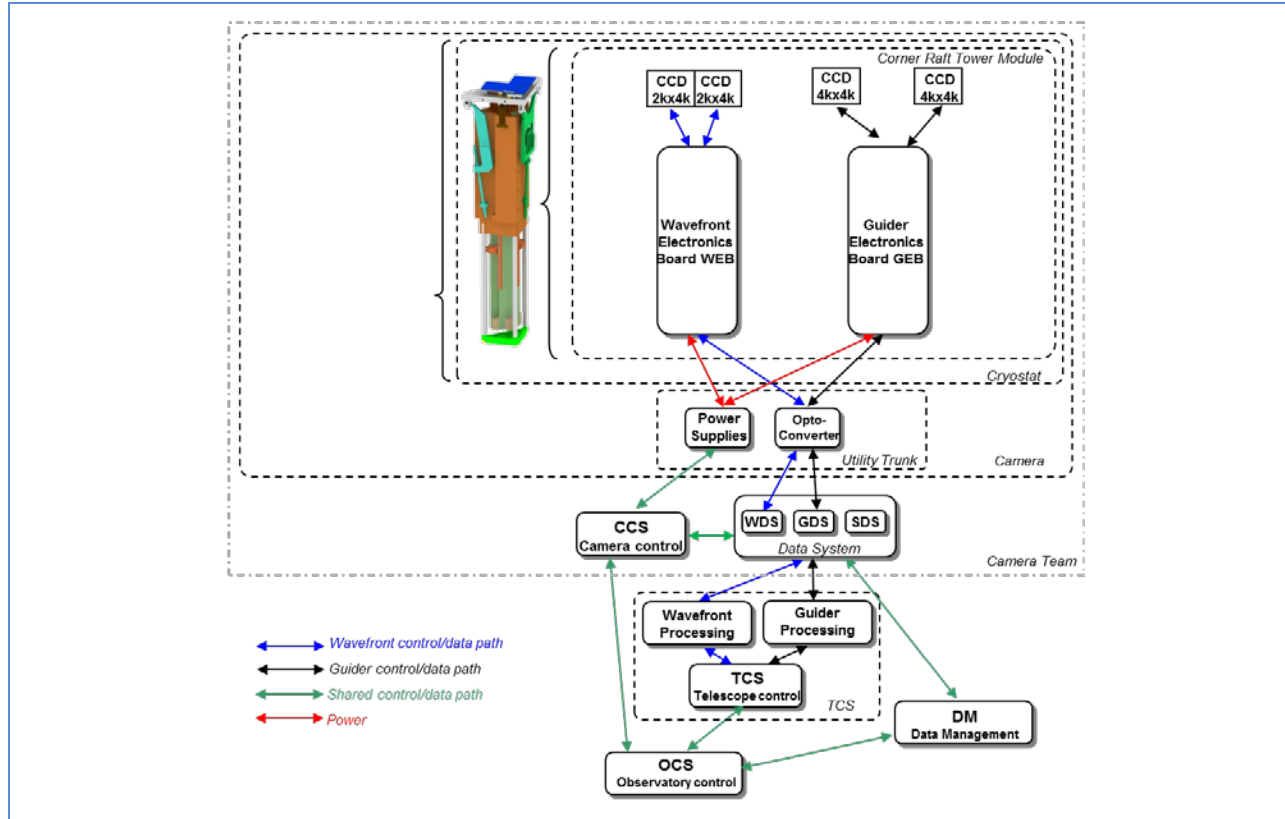 Corner Raft Tower Module
CCD
2kx4k
CCD
2kx4k
CCD
4kx4k
CCD
4kx4k
Wavefront
Electronics
Board WEB
Guider
Electronics
Board GEB
Cryostat
Power
Supplies
Opto-
Converter
Utility Trunk
Camera
CCS
Camera control
WDS
GDS
SDS
Data System
Camera Team
Wavefront
Processing
Guider
Processing
TCS
Telescope control
TCS
Wavefront control/data path
Guider control/data path
Shared control/data path
Power
DM
Data Management
OCS
Observatory control